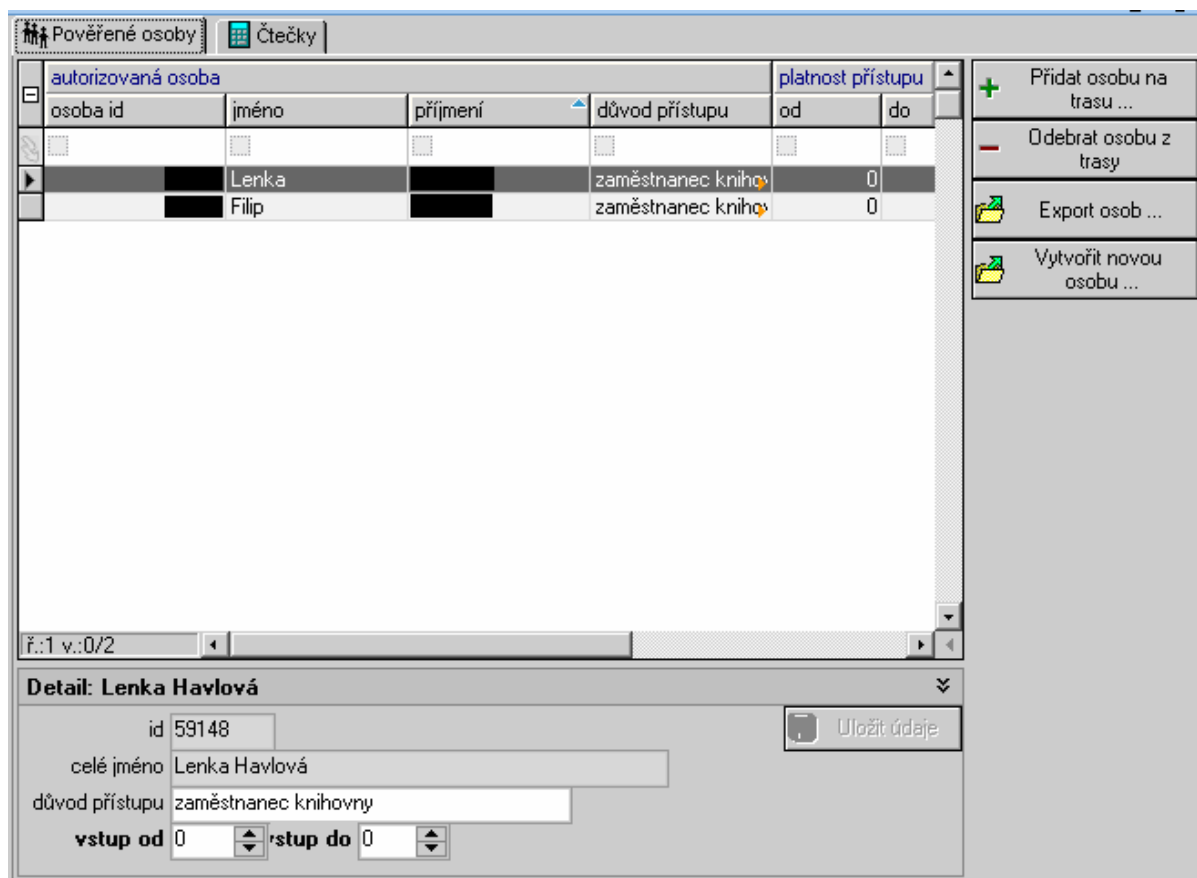 Pověřené osoby Čtečky
autorizovaná osoba platnost přístupu
osoba id jméno příjmení důvod přístupu od do
Lenka zaměstnanec knihov 0
Filip zaměstnanec knihov 0
ř.:1 v.:0/2
Přidat osobu na
trasu ...
Odebrat osobu z
trasy
Export osob ...
Vytvořit novou
osobu ...
Detail: Lenka Havlová
id 59148 Uložit údaje
celé jméno Lenka Havlová
důvod přístupu zaměstnanec knihovny
vstup od 0 vstup do 0